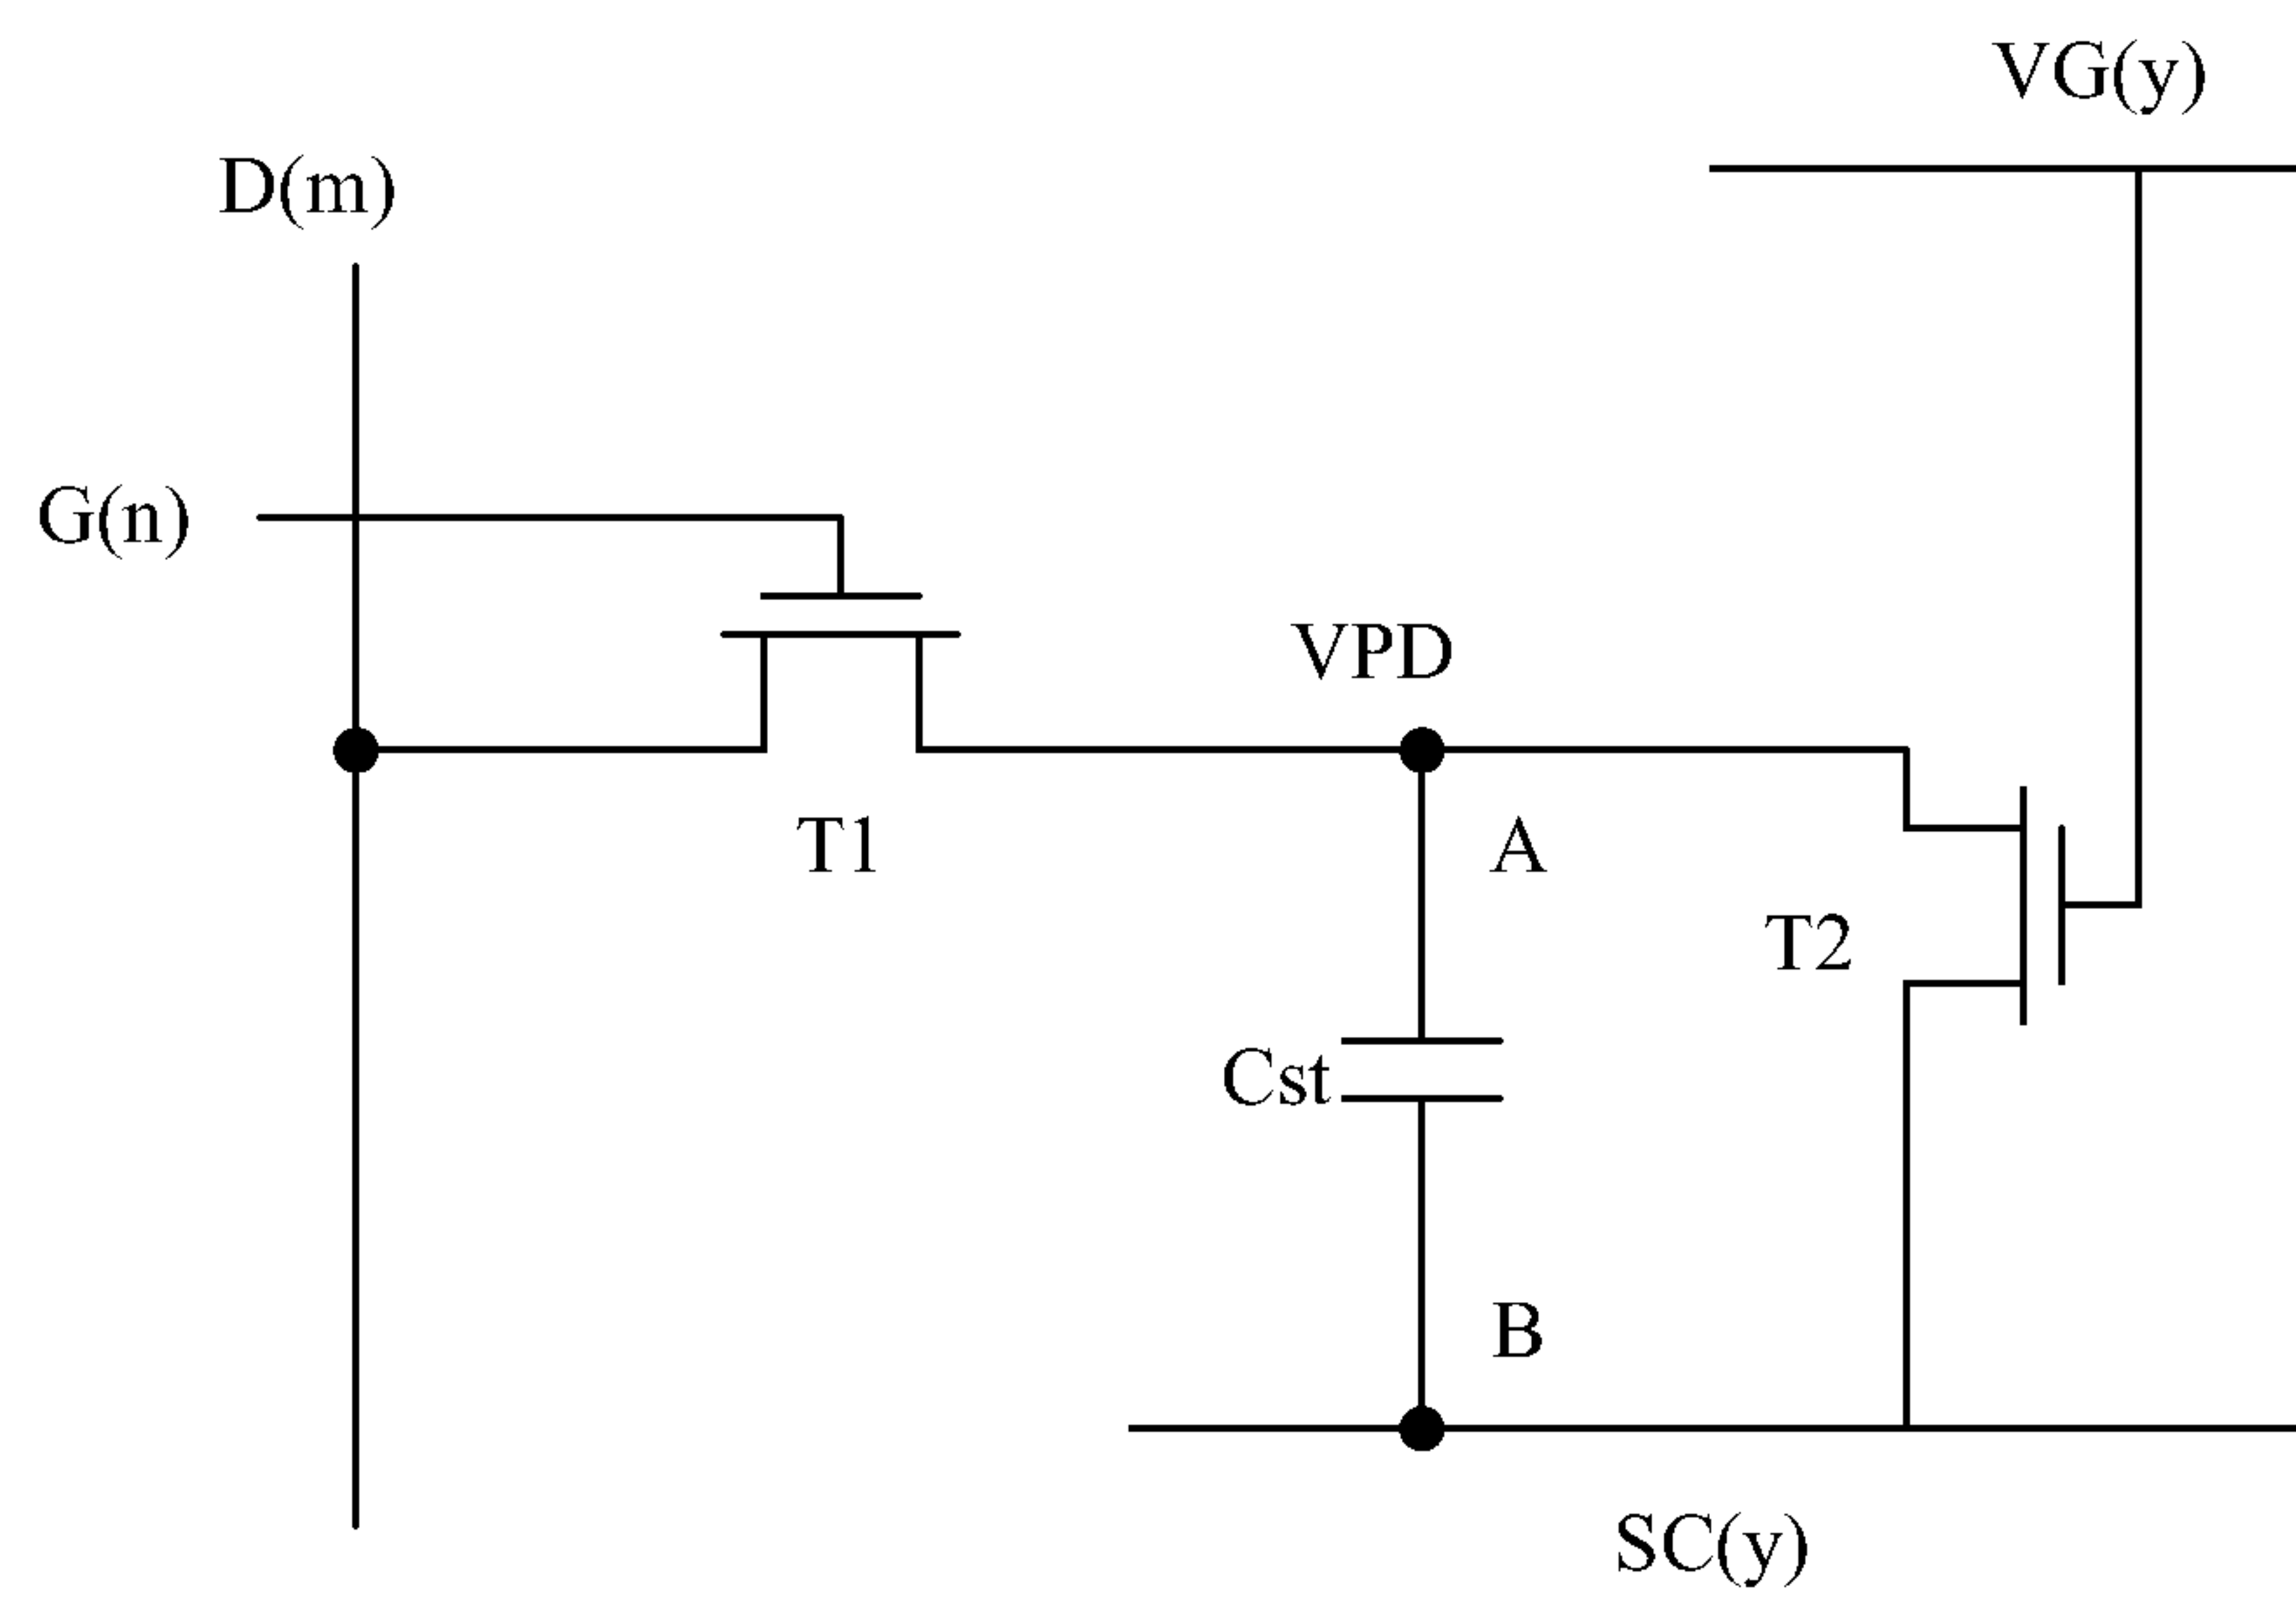 VG(y)
D(m)
G(n)
VPD
T1
A
T2
Cst
B
SC(y)